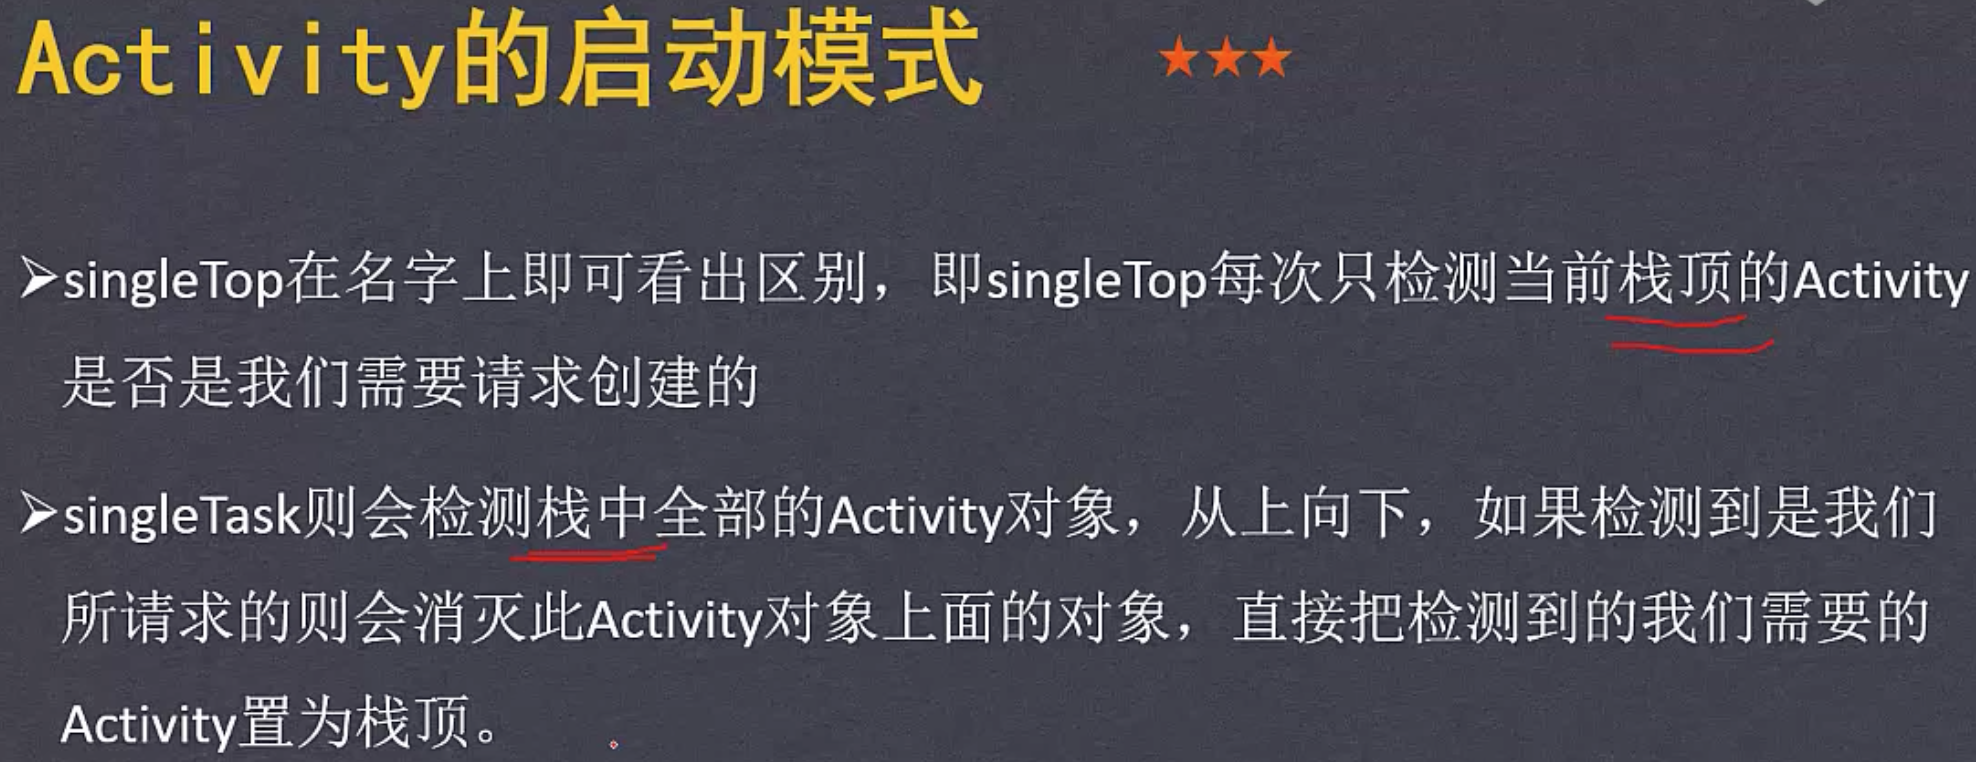 Activity的启动模式 ★★★
➢singleTop在名字上即可看出区别，即singleTop每次只检测当前栈顶的Activity
是否是我们需要请求创建的
➢singleTask则会检测栈中全部的Activity对象，从上向下，如果检测到是我们
所请求的则会消灭此Activity对象上面的对象，直接把检测到的我们需要的
Activity置为栈顶。